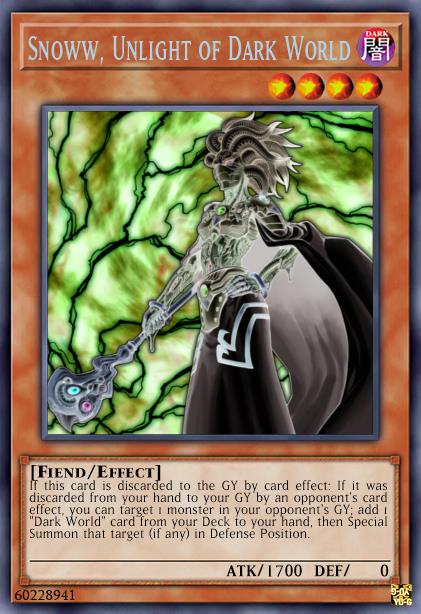 Snoww, Unlight of Dark World
DARK
闇
[Fiend/Effect]
If this card is discarded to the GY by card effect: If it was
discarded from your hand to your GY by an opponent's card
effect, you can target 1 monster in your opponent's GY; add 1
"Dark World" card from your Deck to your hand, then Special
Summon that target (if any) in Defense Position.
ATK/1700 DEF/ 0
60228941